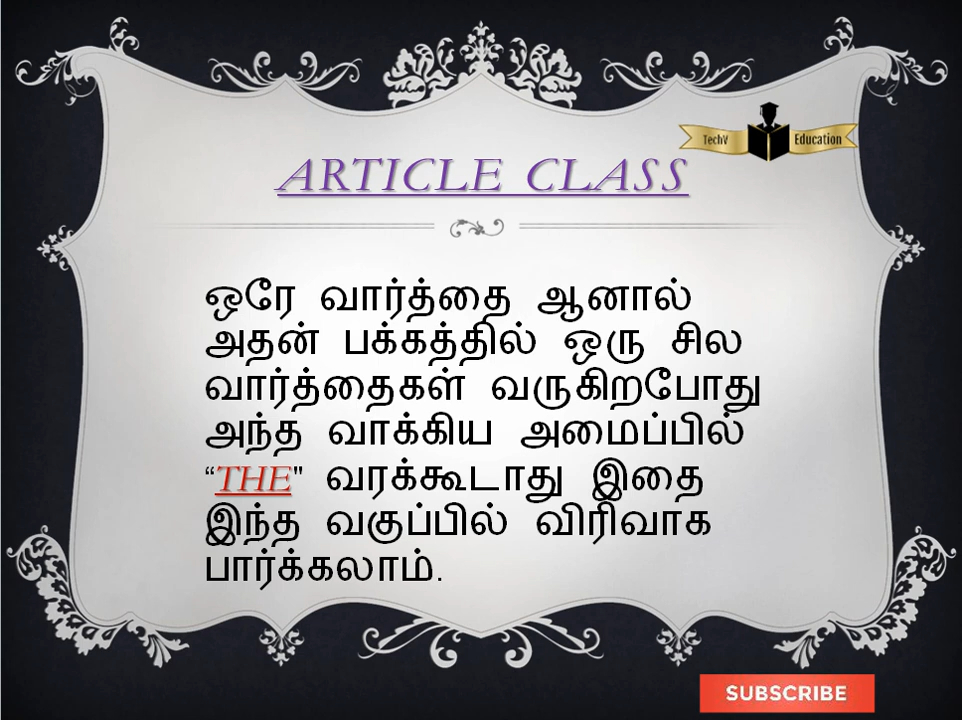 TechV Education
ARTICLE CLASS
ஒரே வார்த்தை ஆனால்
அதன் பக்கத்தில் ஒரு சில
வார்த்தைகள் வருகிறபோது
அந்த வாக்கிய அமைப்பில்
“THE" வரக்கூடாது இதை
இந்த வகுப்பில் விரிவாக
பார்க்கலாம்.
SUBSCRIBE